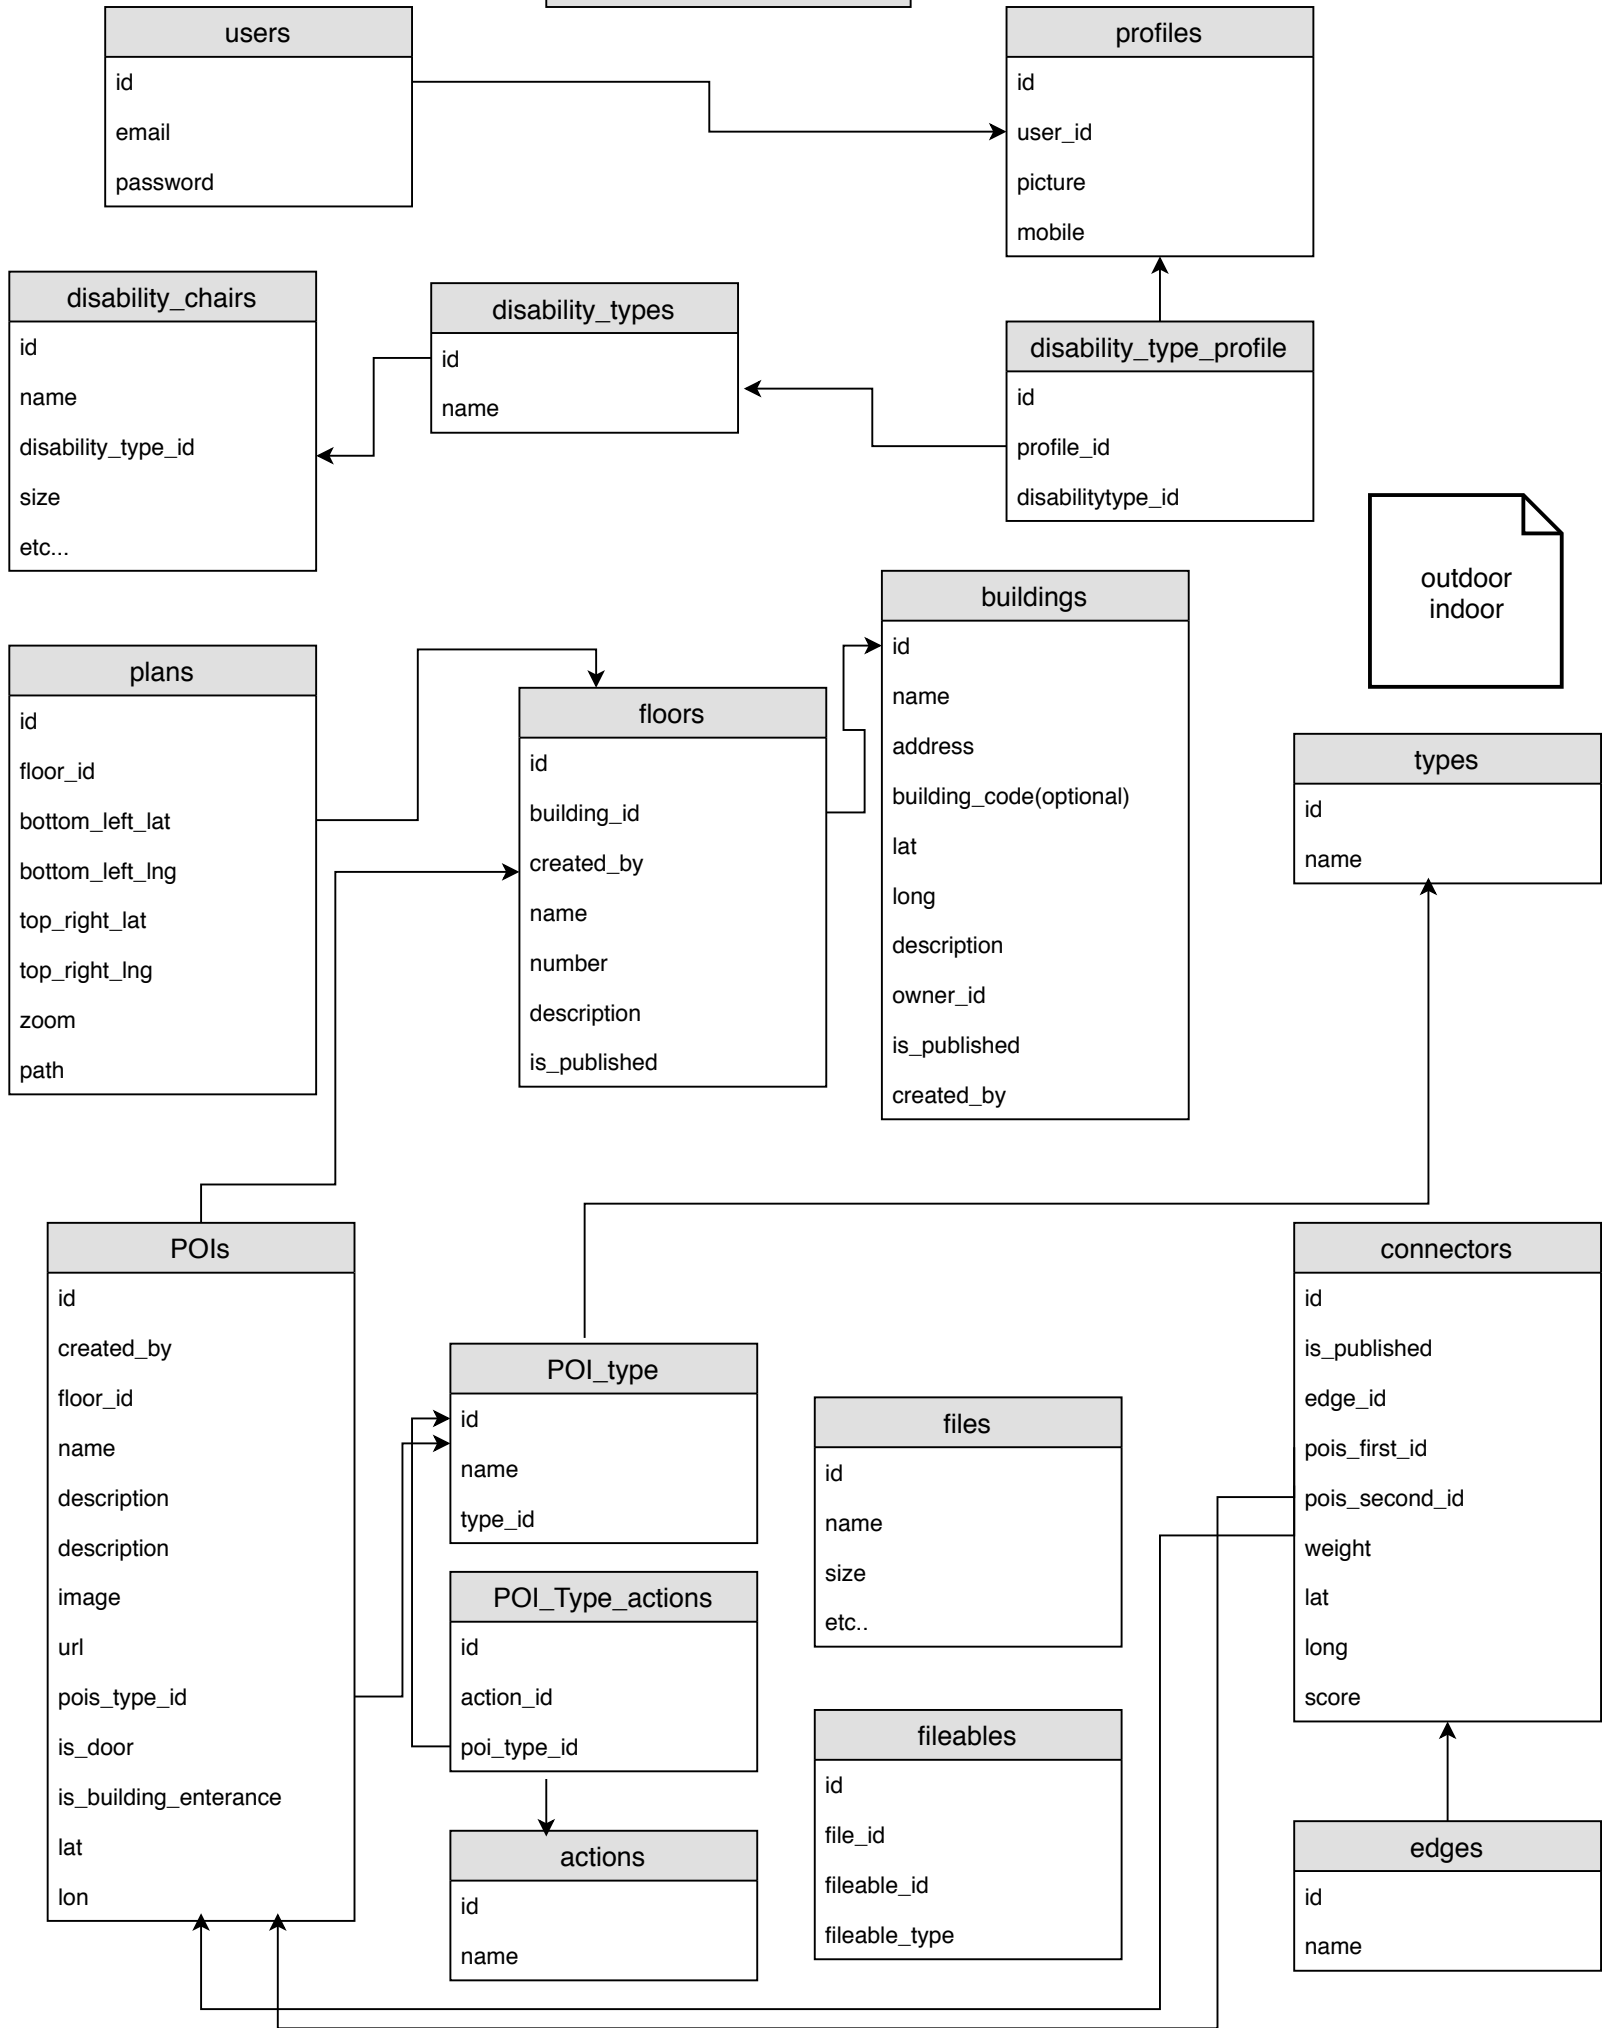 users
id
email
password
profiles
id
user_id
picture
mobile
disability_chairs
id
name
disability_type_id
size
etc...
disability_types
id
name
disability_type_profile
id
profile_id
disabilitytype_id
outdoor
indoor
plans
id
floor_id
bottom_left_lat
bottom_left_lng
top_right_lat
top_right_lng
zoom
path
floors
id
building_id
created_by
name
number
description
is_published
buildings
id
name
address
building_code(optional)
lat
long
description
owner_id
is_published
created_by
types
id
name
POIs
id
created_by
floor_id
name
description
description
image
url
pois_type_id
is_door
is_building_enterance
lat
lon
POI_type
id
name
type_id
POI_Type_actions
id
action_id
poi_type_id
actions
id
name
files
id
name
size
etc..
fileables
id
file_id
fileable_id
fileable_type
connectors
id
is_published
edge_id
pois_first_id
pois_second_id
weight
lat
long
score
edges
id
name